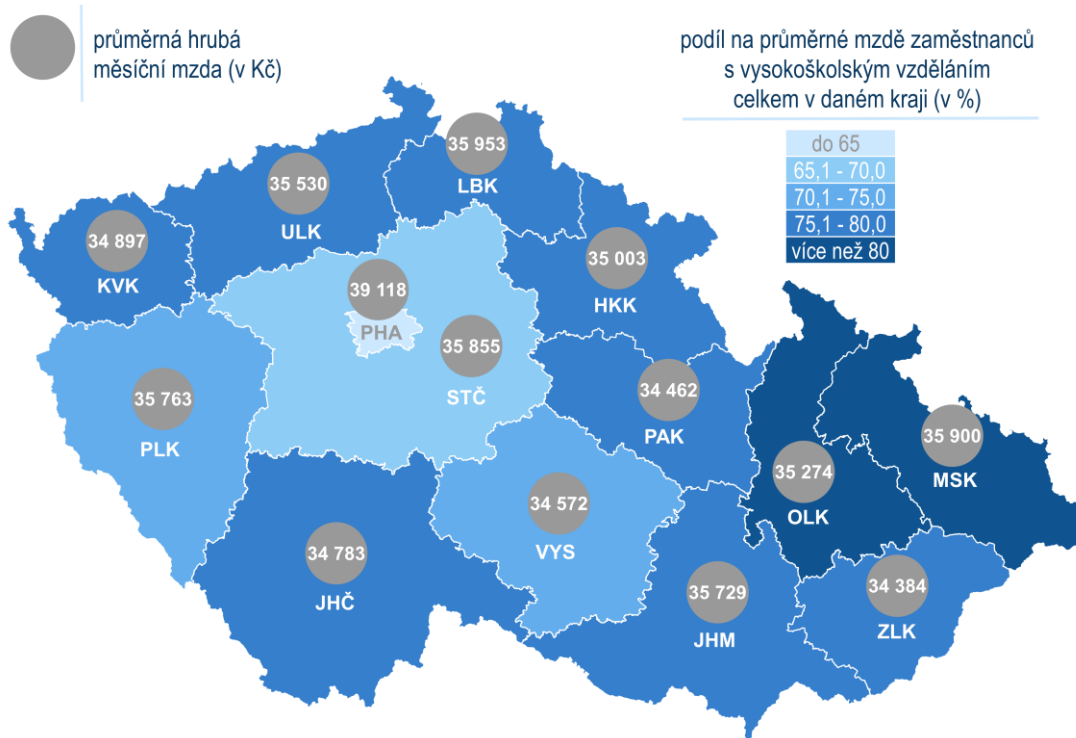 průměrná hrubá
měsíční mzda (v Kč)
podíl na průměrné mzdě zaměstnanců
s vysokoškolským vzděláním
celkem v daném kraji (v %)
do 65
65,1 - 70,0
70,1 - 75,0
75,1 - 80,0
více než 80
35 953
LBK
35 530
ULK
34 897
KVK
35 003
HKK
39 118
PHA
35 855
STČ
35 763
PLK
34 462
PAK
35 900
MSK
35 274
OLK
34 572
VYS
34 783
JHČ
35 729
JHM
34 384
ZLK